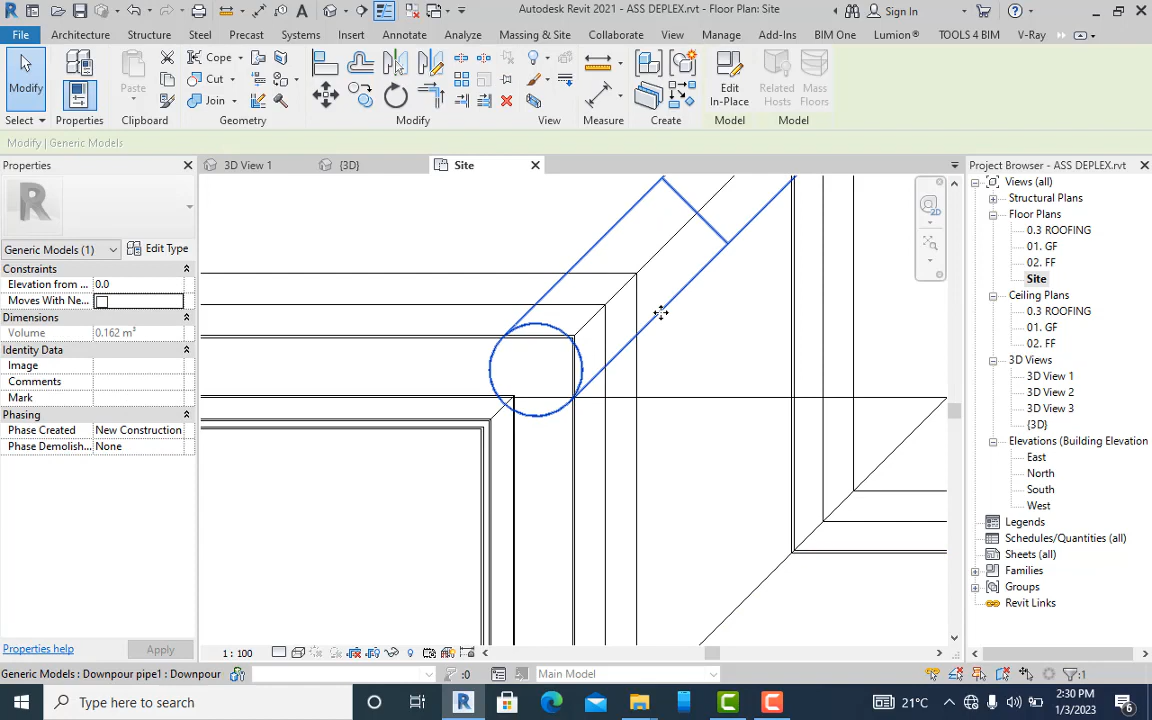 Autodesk Revit 2021 - ASS DEPLEX.rvt - Floor Plan: Site
Sign In
File Architecture Structure Steel Precast Systems Insert Annotate Analyze Massing & Site Collaborate View Manage Add-Ins BIM One Lumion® TOOLS 4 BIM V-Ray
Modify
Paste
Cope
Cut
Join
Edit
In-Place
Related
Hosts
Mass
Floors
Select Properties Clipboard Geometry Modify View Measure Create Model Model
Modify | Generic Models
Properties
3D View 1
{3D}
Site
Project Browser - ASS DEPLEX.rvt
Generic Models (1) Edit Type
Constraints
Elevation from ... 0.0
Moves With Ne...
Dimensions
Volume 0.162 m³
Identity Data
Image
Comments
Mark
Phasing
Phase Created New Construction
Phase Demolish... None
Properties help
Apply
2D
Views (all)
Structural Plans
Floor Plans
0.3 ROOFING
01. GF
02. FF
Site
Ceiling Plans
0.3 ROOFING
01. GF
02. FF
3D Views
3D View 1
3D View 2
3D View 3
{3D}
Elevations (Building Elevation
East
North
South
West
Legends
Schedules/Quantities (all)
Sheets (all)
Families
Groups
Revit Links
1 : 100
Generic Models : Downpour pipe1 : Downpour
:0
Main Model
:1
Type here to search
21°C
2:30 PM
1/3/2023
6